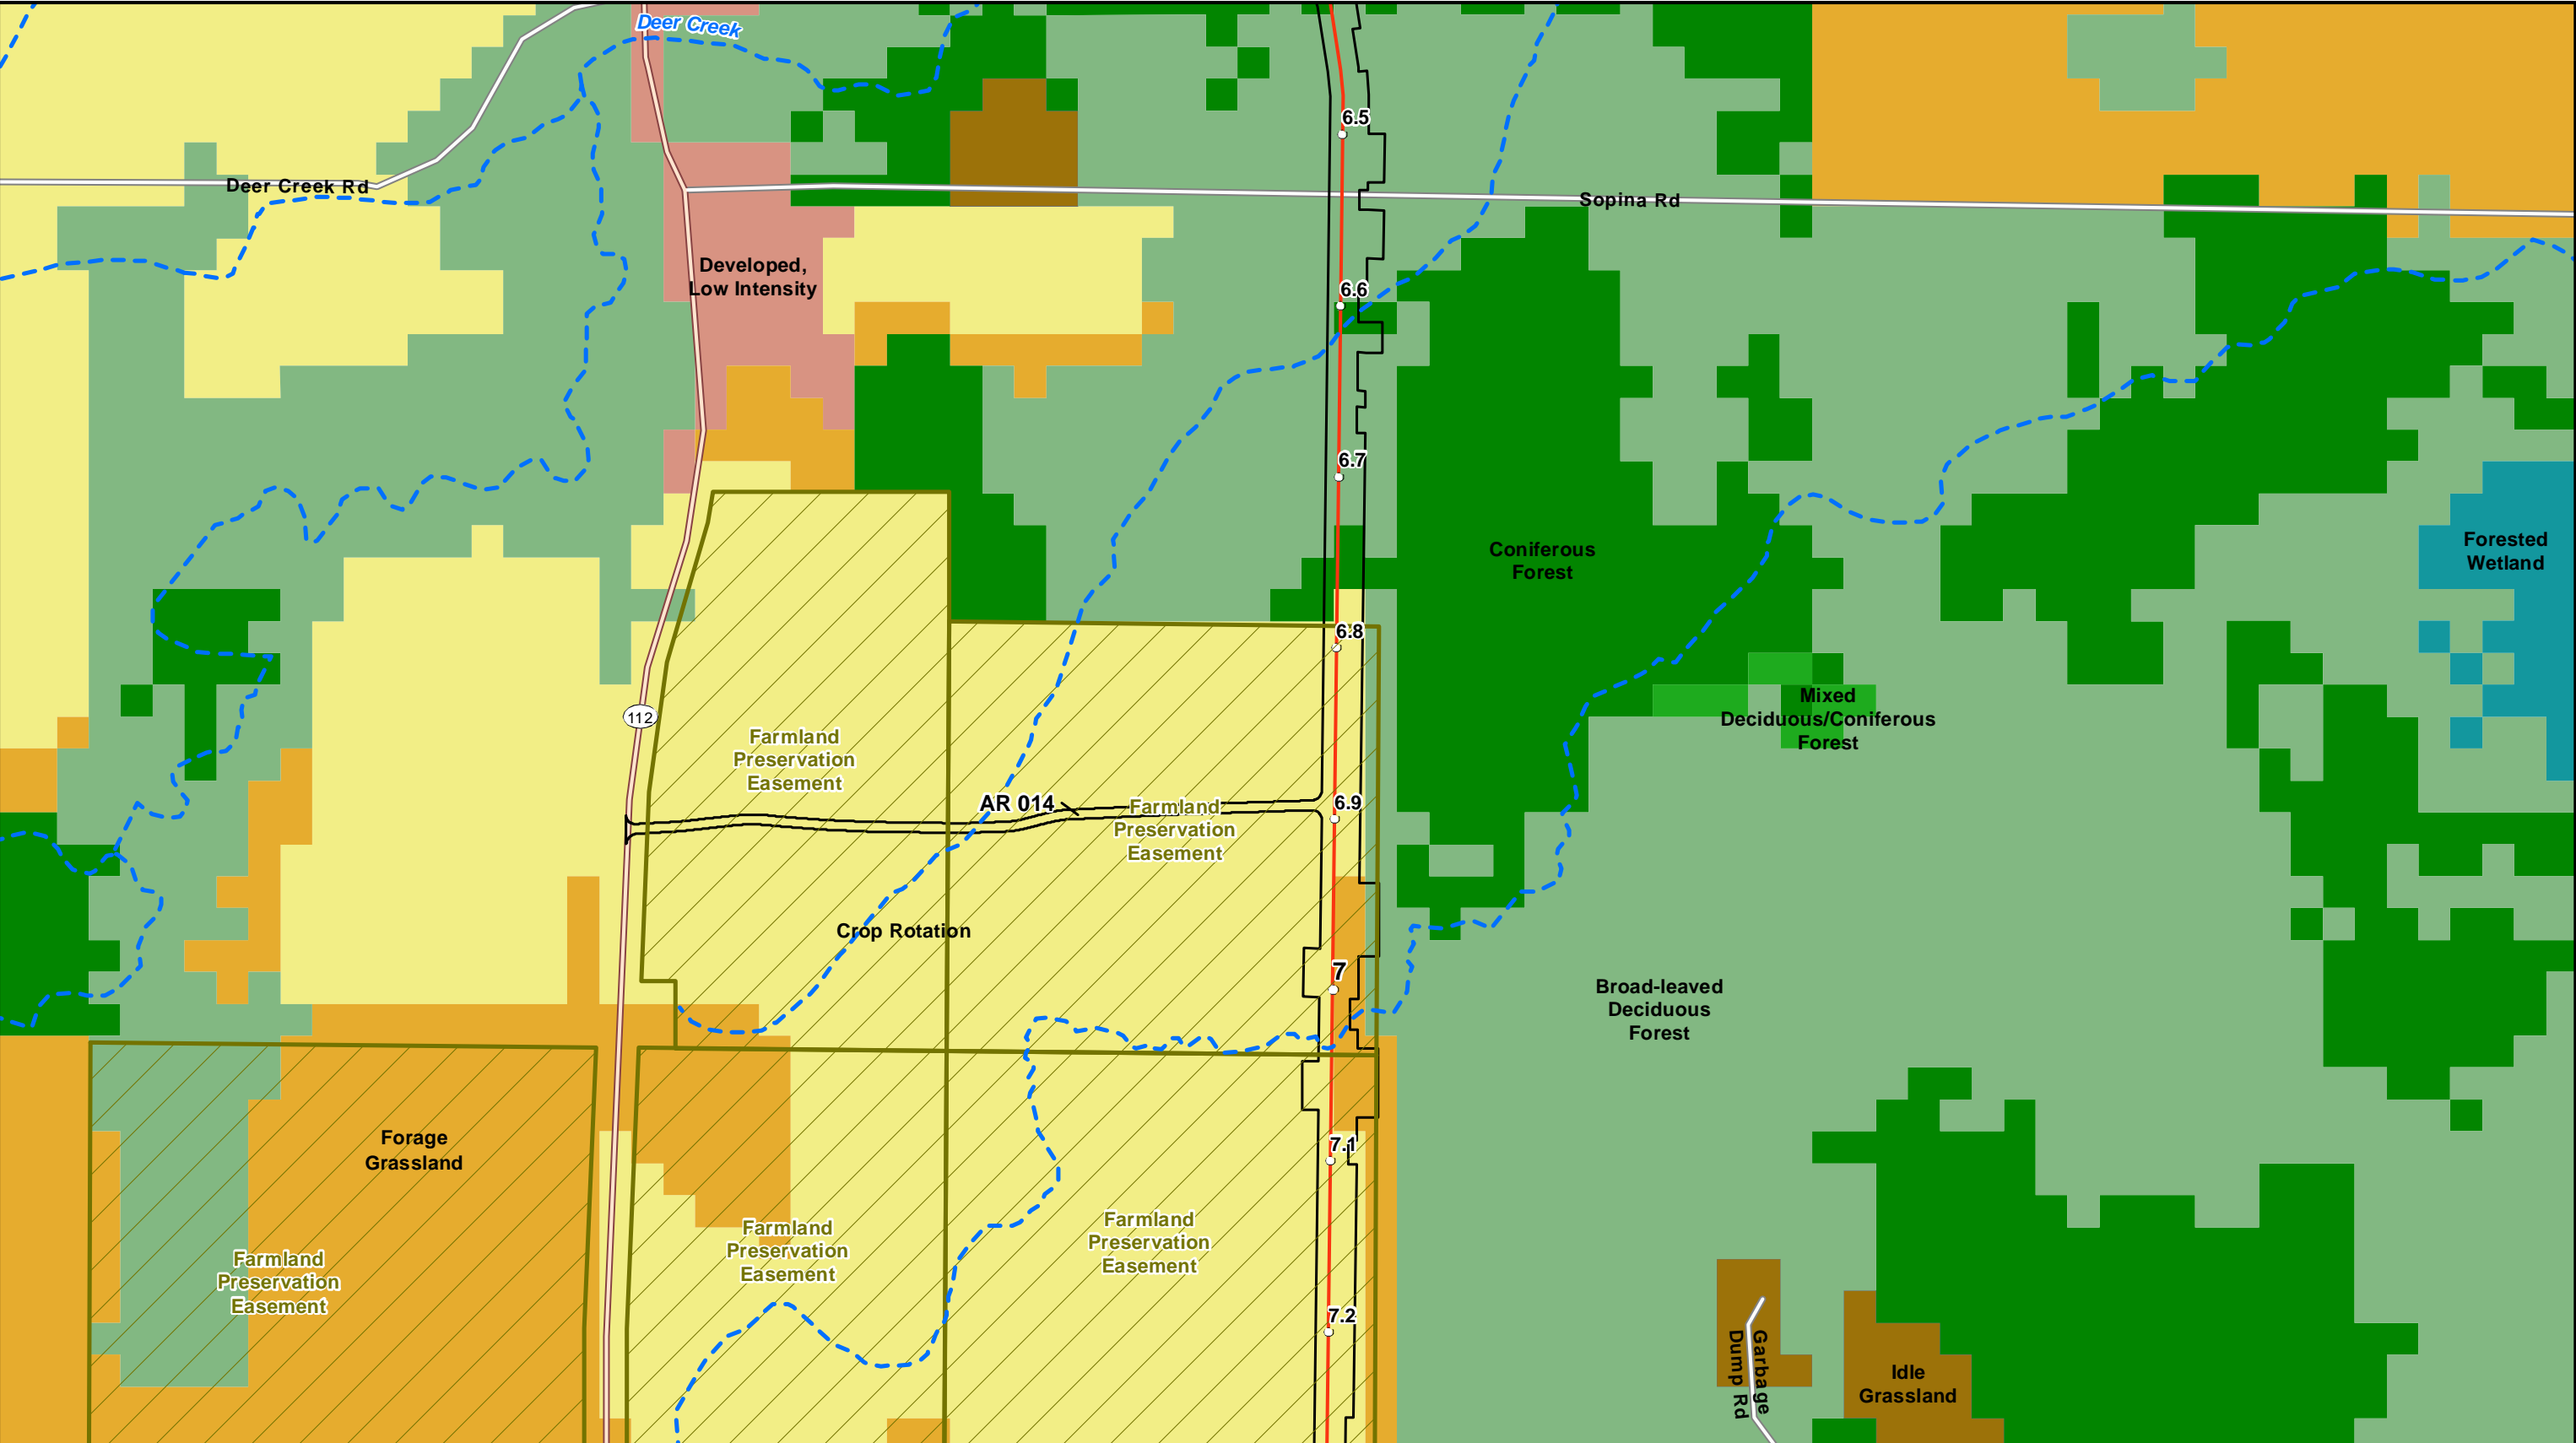 Deer Creek
6.5
Deer Creek Rd
Sopina Rd
Developed,
Low Intensity
6.6
6.7
Coniferous
Forest
Forested
Wetland
6.8
112
Mixed
Deciduous/Coniferous
Forest
Farmland
Preservation
Easement
AR 014
Farmland
Preservation
Easement
6.9
Crop Rotation
7
Broad-leaved
Deciduous
Forest
Forage
Grassland
7.1
Farmland
Preservation
Easement
Farmland
Preservation
Easement
Farmland
Preservation
Easement
7.2
Garbage
Dump Rd
Idle
Grassland